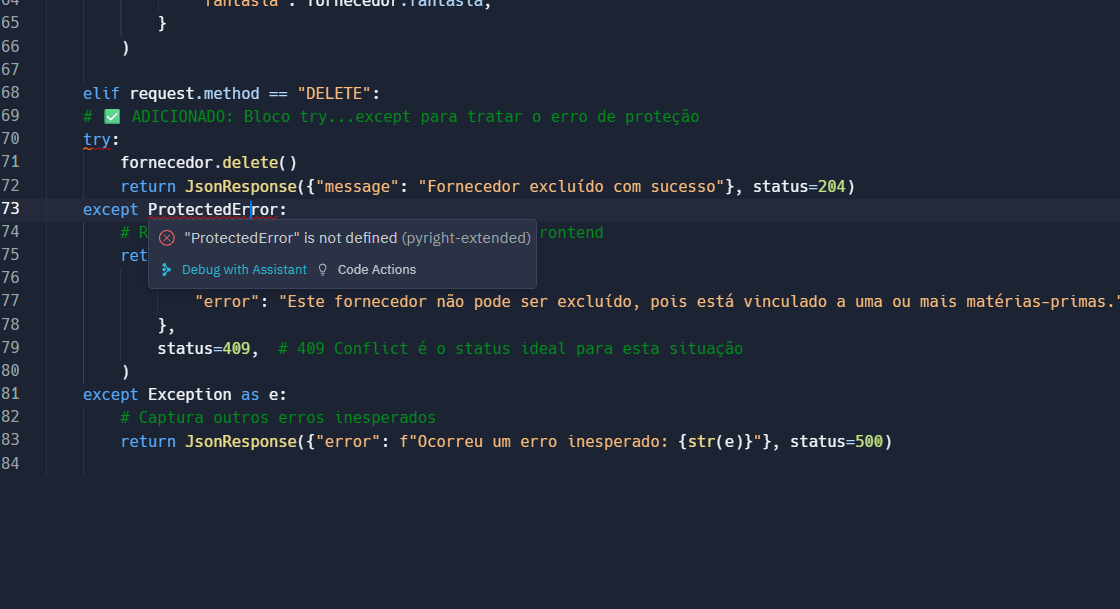 64 "fantasia": fornecedor.fantasia,
65 }
66 )
67
68 elif request.method == "DELETE":
69 # ✅ ADICIONADO: Bloco try...except para tratar o erro de proteção
70 try:
71 fornecedor.delete()
72 return JsonResponse({"message": "Fornecedor excluído com sucesso"}, status=204)
73 except ProtectedError:
74 # R rontend
"ProtectedError" is not defined (pyright-extended)
75 ret
Debug with Assistant Code Actions
76
77 "error": "Este fornecedor não pode ser excluído, pois está vinculado a uma ou mais matérias-primas."
78 },
79 status=409, # 409 Conflict é o status ideal para esta situação
80 )
81 except Exception as e:
82 # Captura outros erros inesperados
83 return JsonResponse({"error": f"Ocorreu um erro inesperado: {str(e)}"}, status=500)
84